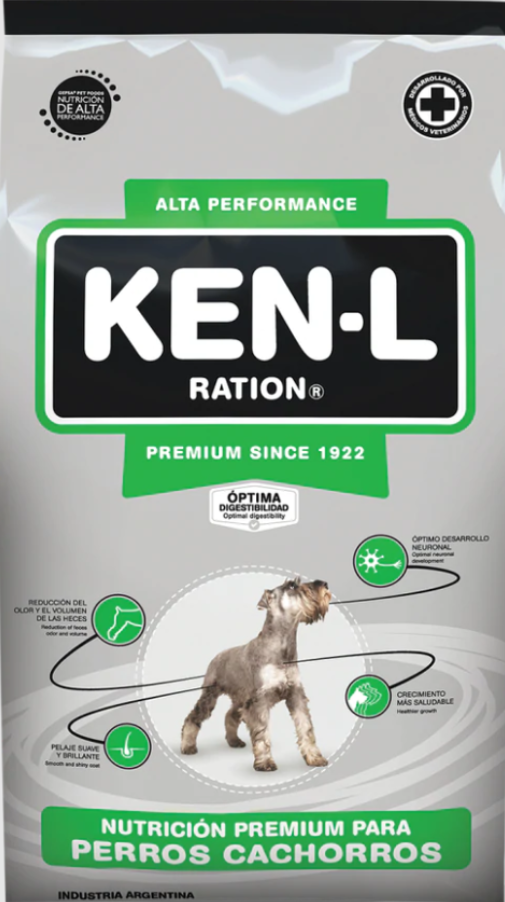 GEPSA® PET FOODS
NUTRICIÓN
DE ALTA
PERFORMANCE
DESARROLLADO POR
MÉDICOS VETERINARIOS
ALTA PERFORMANCE
KEN-L
RATION®
PREMIUM SINCE 1922
ÓPTIMA
DIGESTIBILIDAD
Optimal digestibility
ÓPTIMO DESARROLLO
NEURONAL
Optimal neuronal
development
REDUCCIÓN DEL
OLOR Y EL VOLUMEN
DE LAS HECES
Reduction of feces
odor and volume
CRECIMIENTO
MÁS SALUDABLE
Healthier growth
PELAJE SUAVE
Y BRILLANTE
Smooth and shiny coat
NUTRICIÓN PREMIUM PARA
PERROS CACHORROS
INDUSTRIA ARGENTINA